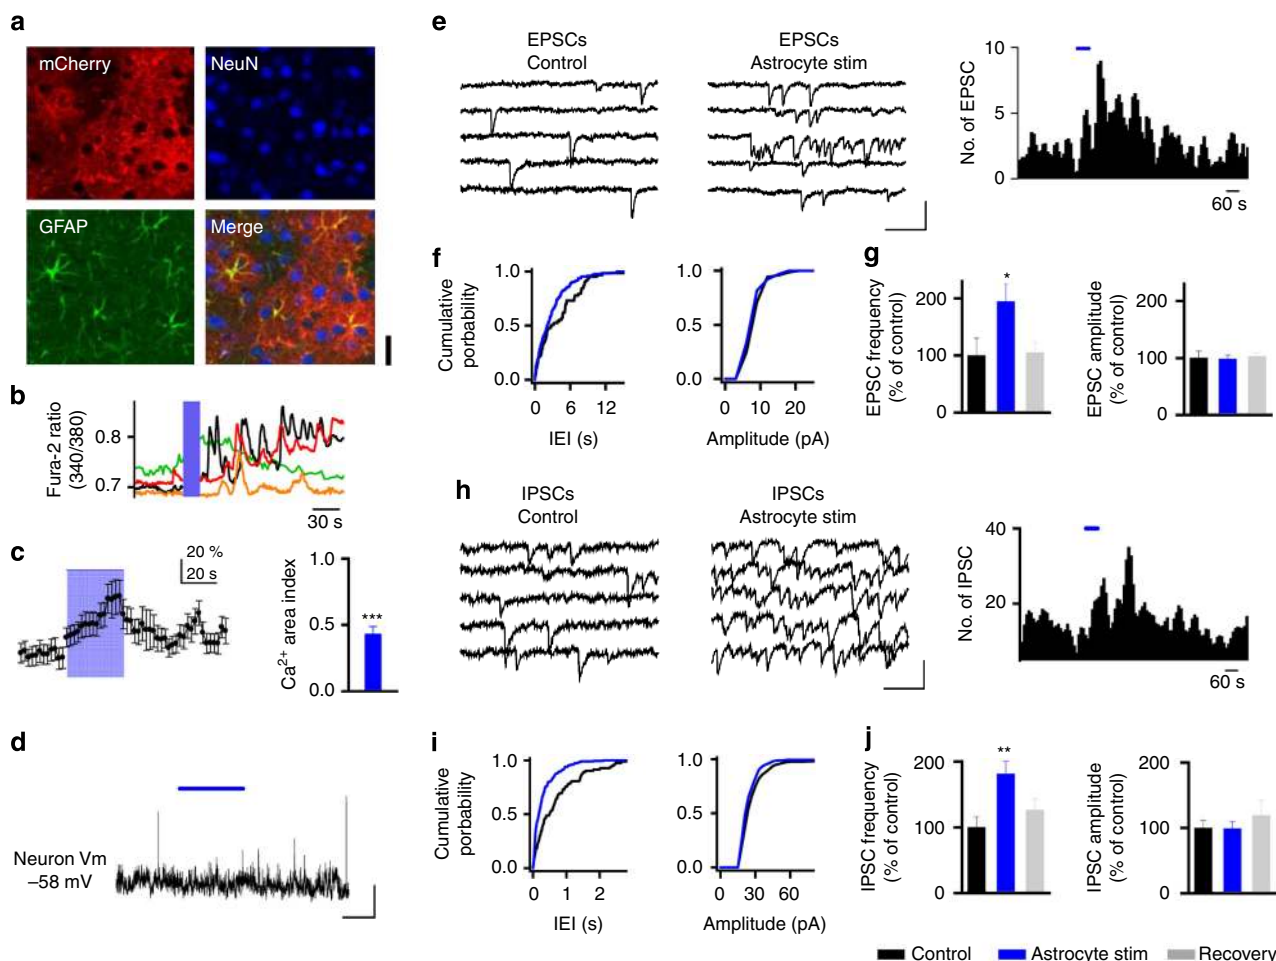 a
mCherry
NeuN
GFAP
Merge
b
Fura-2 ratio
(340/380)
0.8
0.7
30 s
c
20 %
20 s
Ca2+ area index
1.0
0.5
0.0
***
d
Neuron Vm
–58 mV
e
EPSCs
Control
EPSCs
Astrocyte stim
No. of EPSC
10
5
0
60 s
f
Cumulative
porbability
1.0
0.5
0.0
0 6 12
IEI (s)
1.0
0.5
0.0
0 10 20
Amplitude (pA)
g
EPSC frequency
(% of control)
200
100
0
*
EPSC amplitude
(% of control)
200
100
0
h
IPSCs
Control
IPSCs
Astrocyte stim
No. of IPSC
40
20
60 s
i
Cumulative
porbability
1.0
0.5
0.0
0 1 2
IEI (s)
1.0
0.5
0.0
0 30 60
Amplitude (pA)
j
IPSC frequency
(% of control)
200
100
0
**
IPSC amplitude
(% of control)
200
100
0
Control Astrocyte stim Recovery